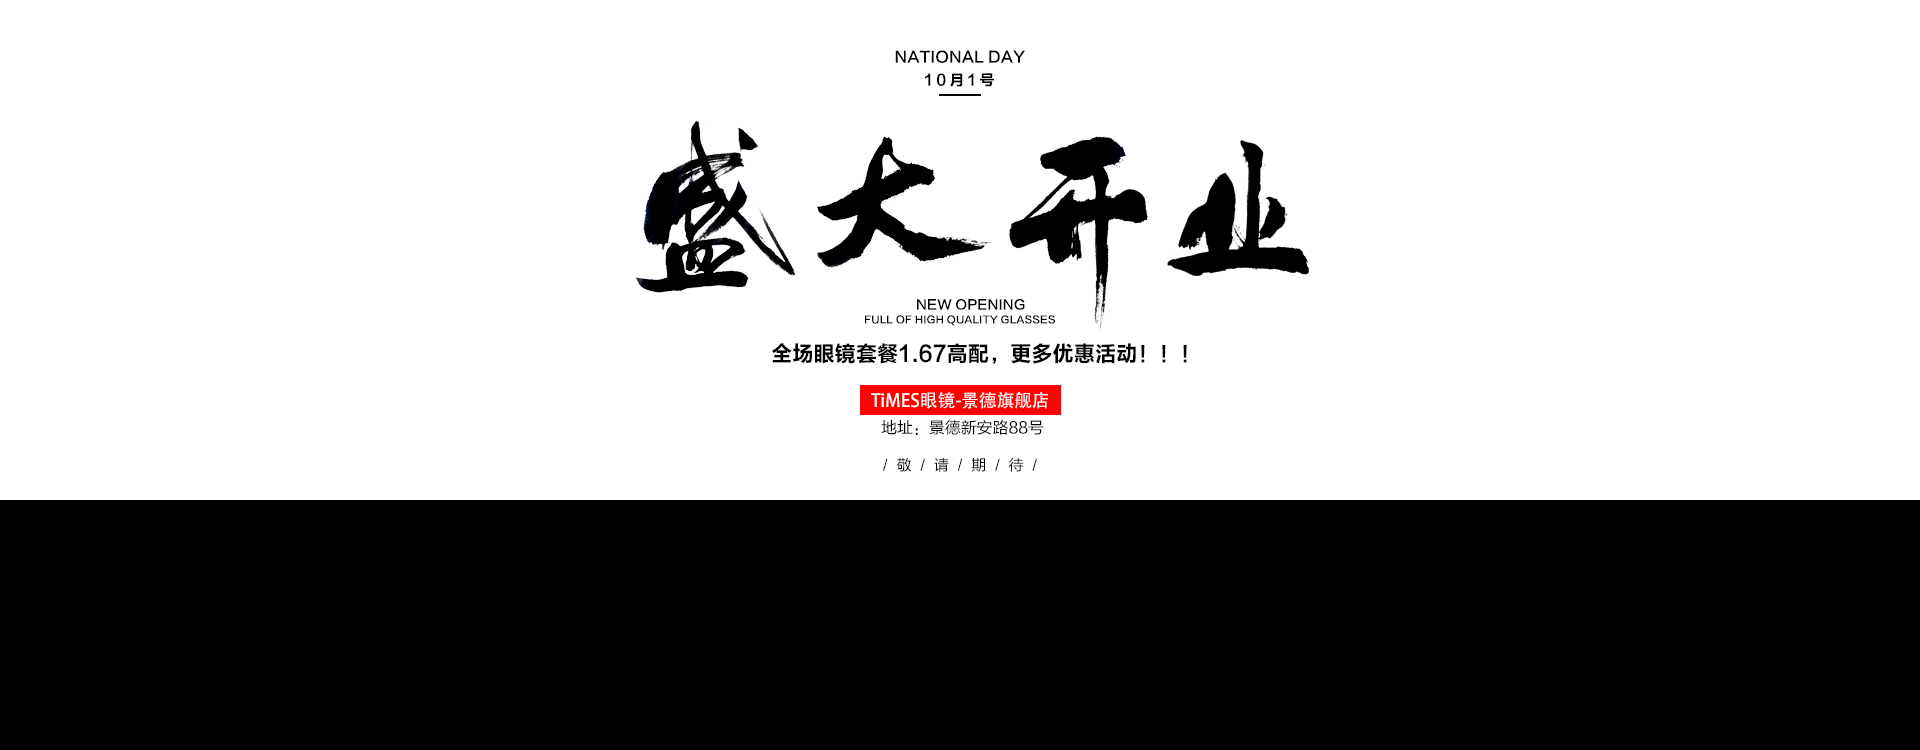 NATIONAL DAY
10月1号
盛大开业
NEW OPENING
FULL OF HIGH QUALITY GLASSES
全场眼镜套餐1.67高配，更多优惠活动！！！
TiMES眼镜-景德旗舰店
地址：景德新安路88号
/ 敬 / 请 / 期 / 待 /